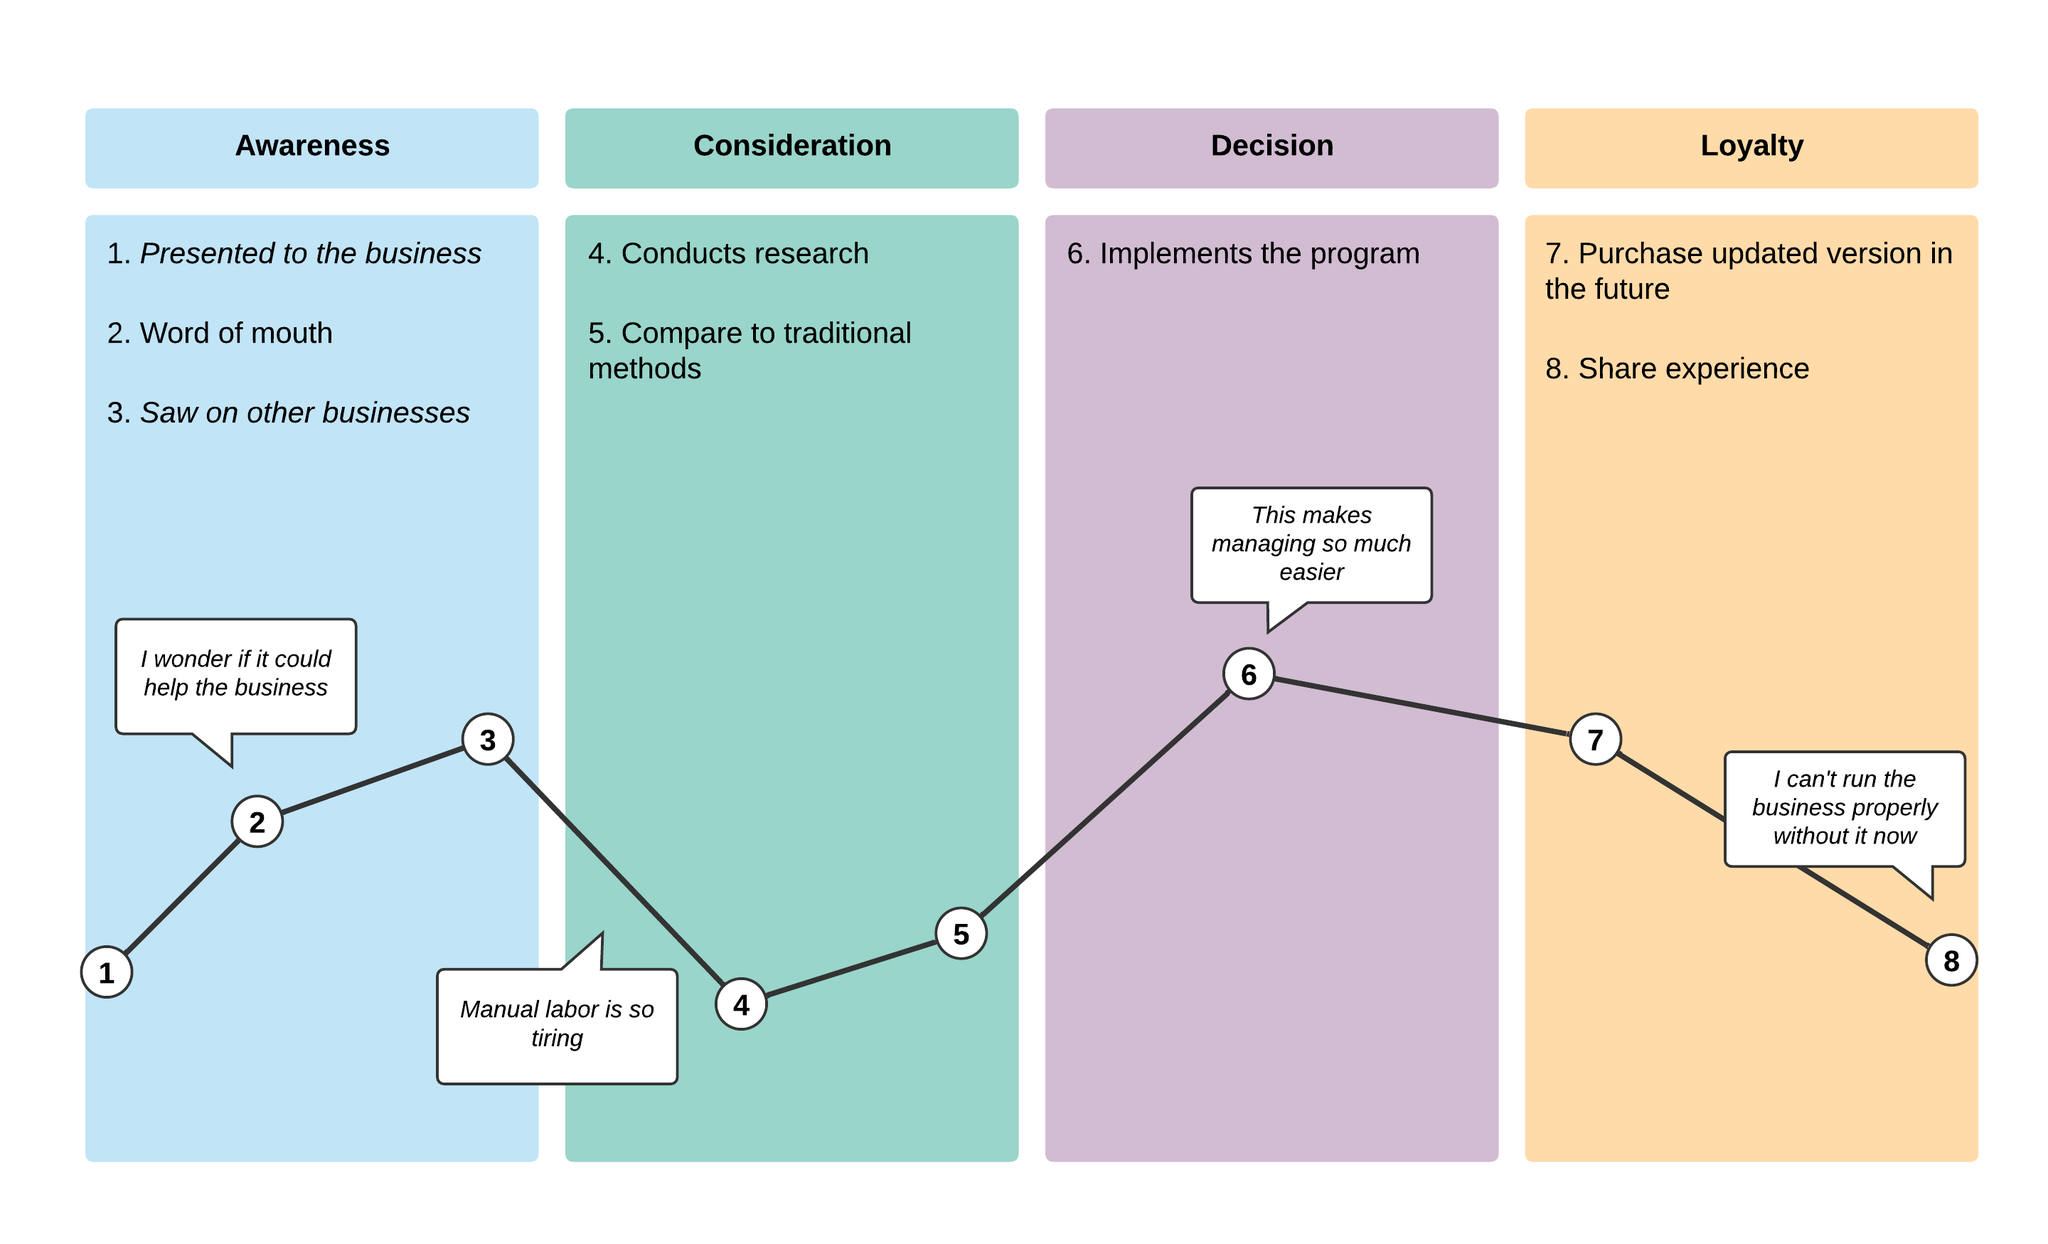 Awareness
Consideration
Decision
Loyalty
1. Presented to the business
2. Word of mouth
3. Saw on other businesses
4. Conducts research
5. Compare to traditional
methods
6. Implements the program
7. Purchase updated version in
the future
8. Share experience
I wonder if it could
help the business
Manual labor is so
tiring
This makes
managing so much
easier
I can't run the
business properly
without it now
1
2
3
4
5
6
7
8